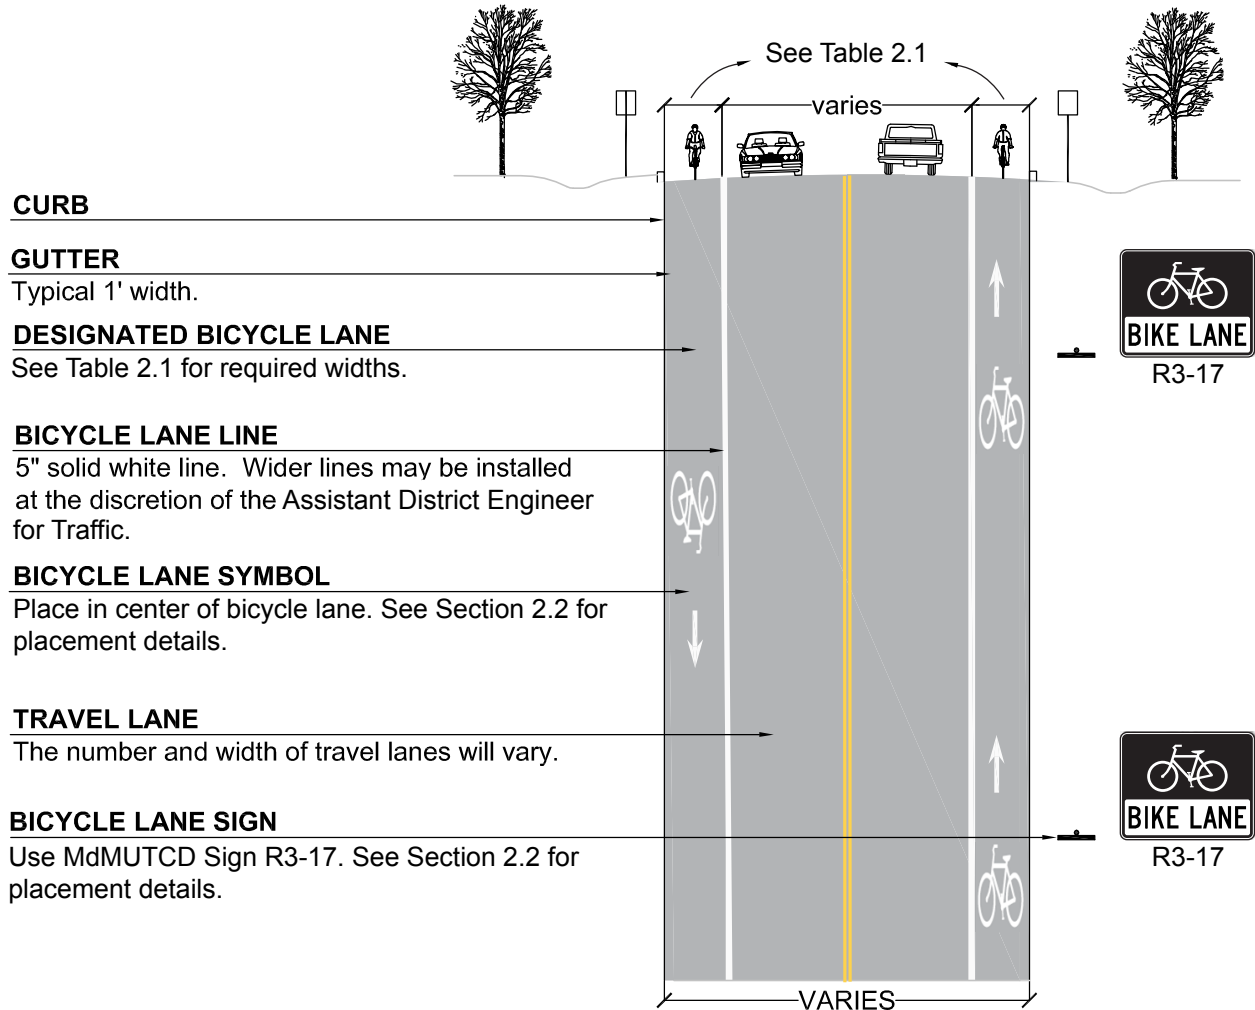 See Table 2.1
varies
CURB
GUTTER
Typical 1' width.
DESIGNATED BICYCLE LANE
See Table 2.1 for required widths.
BIKE LANE
R3-17
BICYCLE LANE LINE
5" solid white line.  Wider lines may be installed
at the discretion of the Assistant District Engineer
for Traffic.
BICYCLE LANE SYMBOL
Place in center of bicycle lane. See Section 2.2 for
placement details.
TRAVEL LANE
The number and width of travel lanes will vary.
BICYCLE LANE SIGN
Use MdMUTCD Sign R3-17. See Section 2.2 for
placement details.
BIKE LANE
R3-17
VARIES